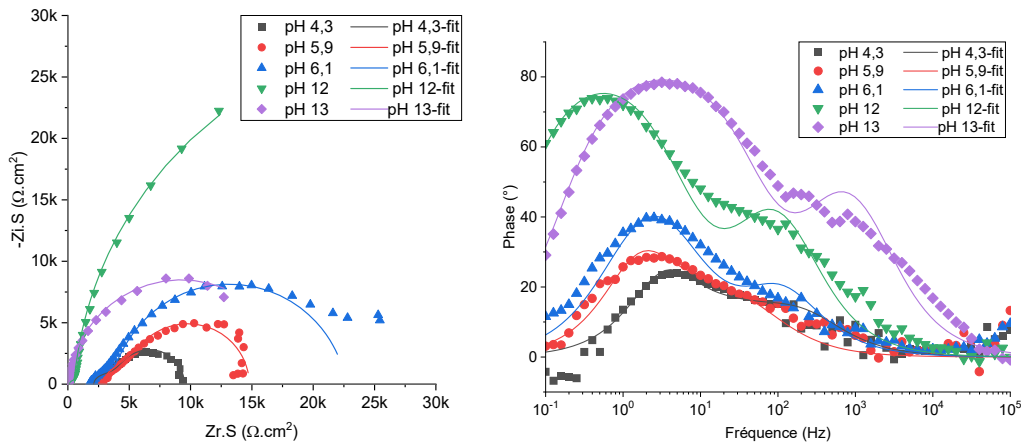 30k
25k
20k
15k
10k
5k
0
-Zi.S (Ω.cm2)
0 5k 10k 15k 20k 25k 30k
Zr.S (Ω.cm2)
pH 4,3 pH 4,3-fit
pH 5,9 pH 5,9-fit
pH 6,1 pH 6,1-fit
pH 12 pH 12-fit
pH 13 pH 13-fit
80
60
40
20
0
Phase (°)
10-1 100 101 102 103 104 105
Fréquence (Hz)
pH 4,3 pH 4,3-fit
pH 5,9 pH 5,9-fit
pH 6,1 pH 6,1-fit
pH 12 pH 12-fit
pH 13 pH 13-fit